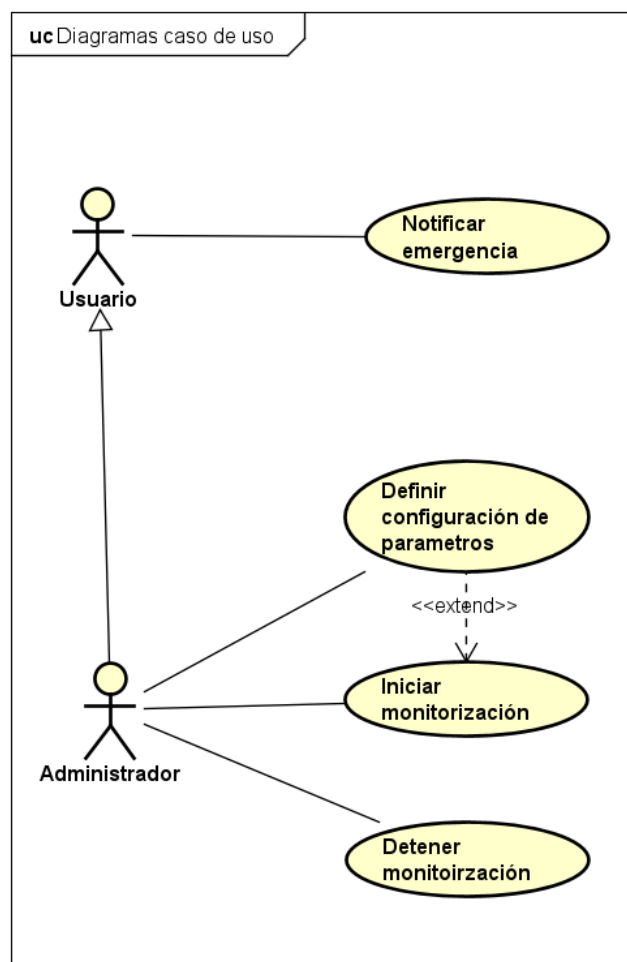 uc Diagramas caso de uso
Notificar
emergencia
Usuario
Definir
configuración de
parametros
<<extend>>
Iniciar
monitorización
Administrador
Detener
monitoirzación